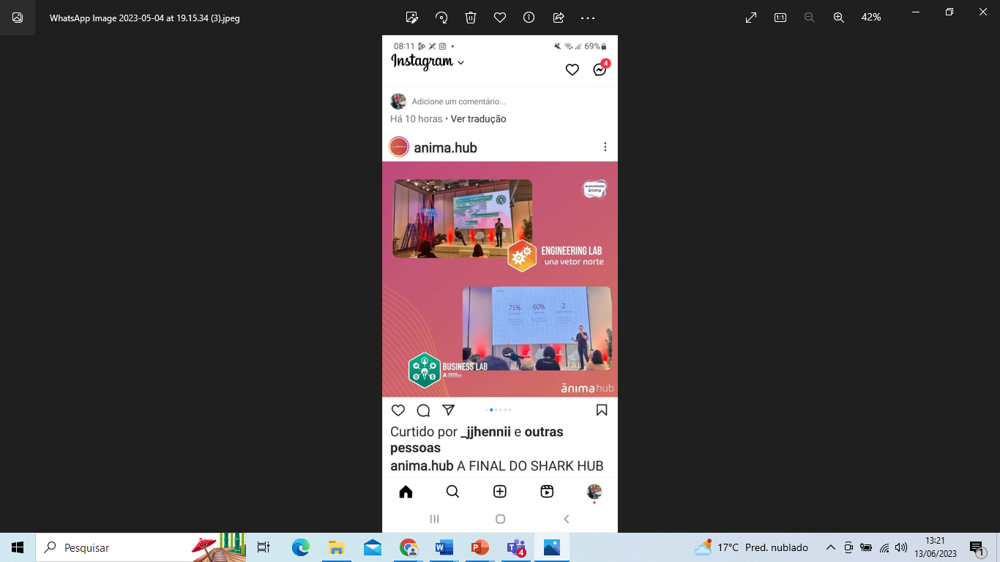 WhatsApp Image 2023-05-04 at 19.15.34 (3).jpeg
42%
08:11
69%
Instagram
4
Adicione um comentário...
Há 10 horas • Ver tradução
anima.hub
ecossistema
ănima
ENGINEERING LAB
una vetor norte
75%
60%
2
BUSINESS LAB
ănima hub
Curtido por _jjhennii e outras
pessoas
anima.hub A FINAL DO SHARK HUB
Pesquisar
4
17°C Pred. nublado
13:21
13/06/2023
1